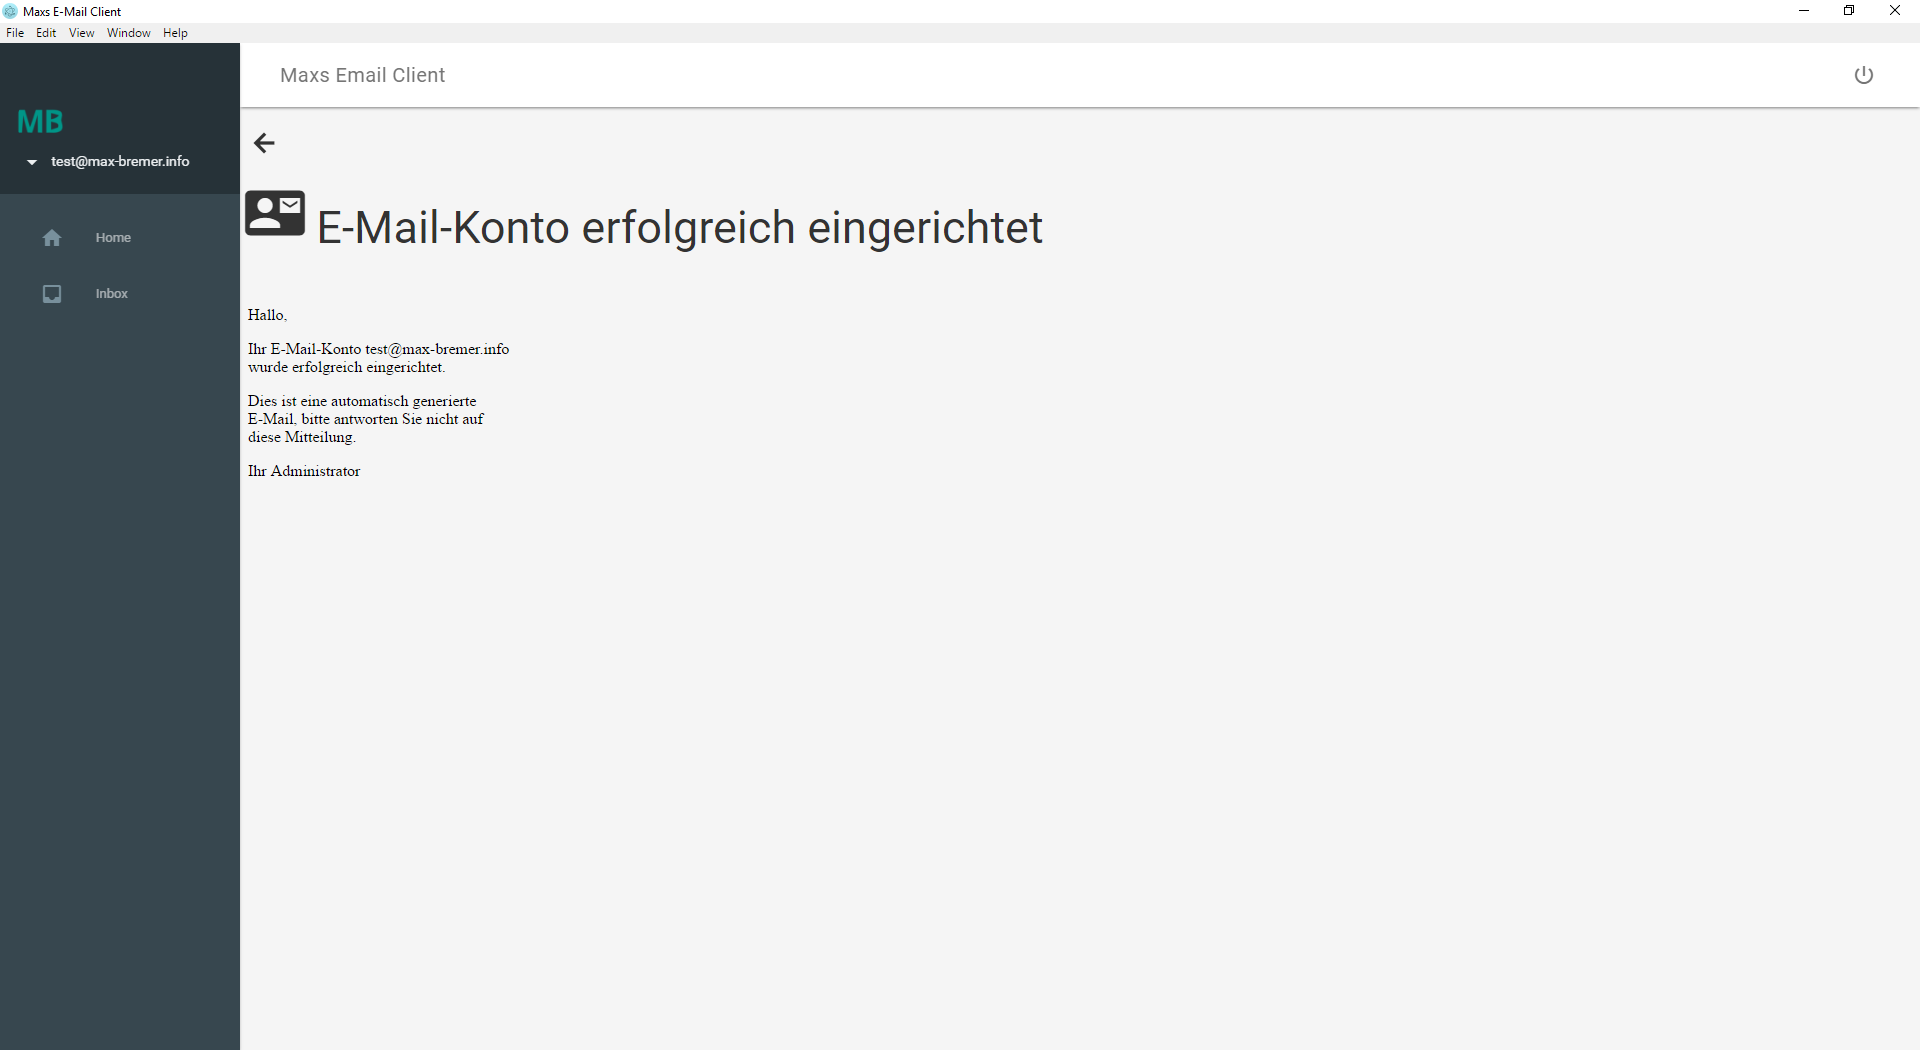 Maxs E-Mail Client
File Edit View Window Help
Maxs Email Client
MB
test@max-bremer.info
Home
Inbox
E-Mail-Konto erfolgreich eingerichtet
Hallo,
Ihr E-Mail-Konto test@max-bremer.info
wurde erfolgreich eingerichtet.
Dies ist eine automatisch generierte
E-Mail, bitte antworten Sie nicht auf
diese Mitteilung.
Ihr Administrator